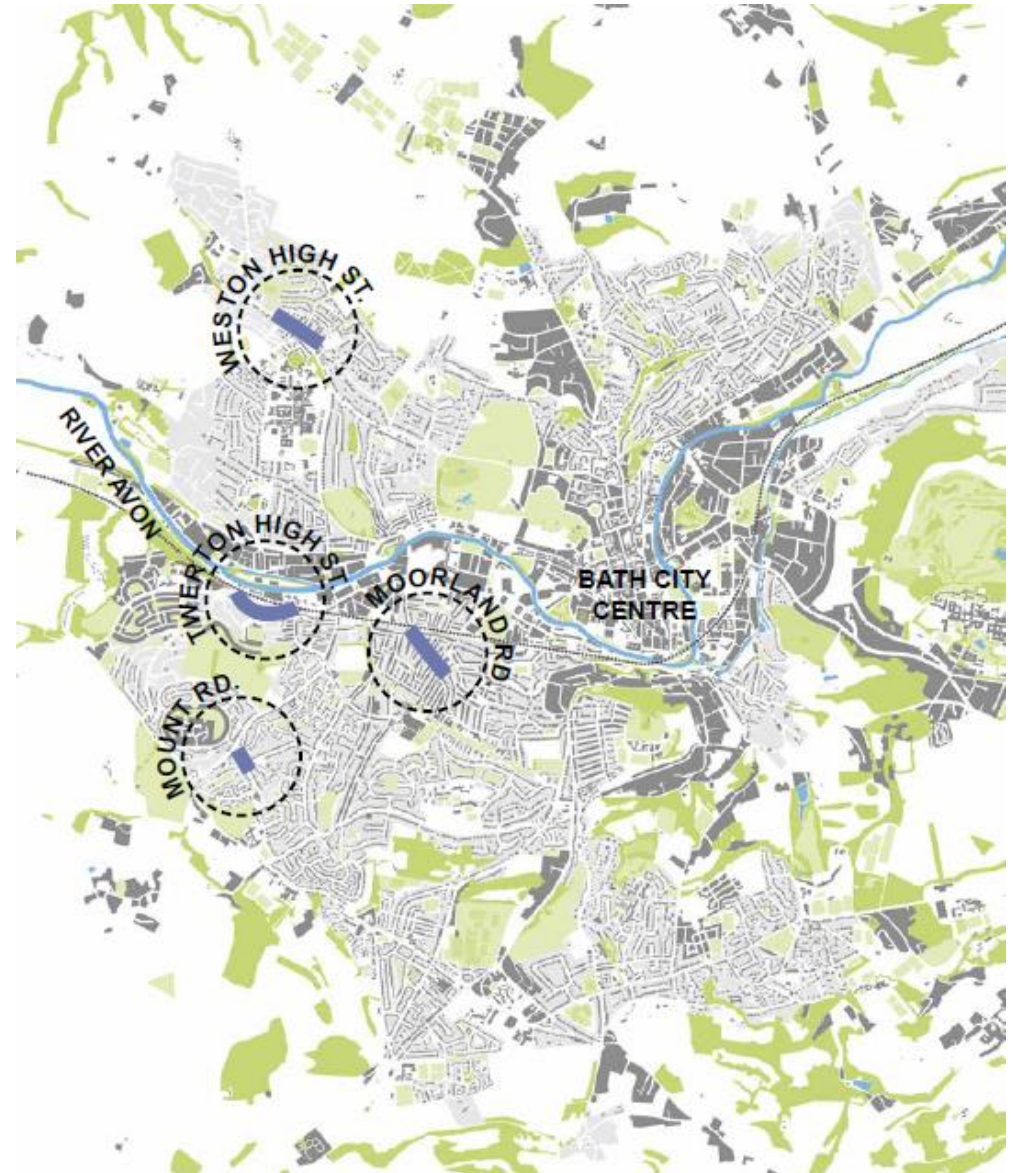 WESTON HIGH ST.
RIVER AVON
TWERTON HIGH ST.
MOORLAND RD
BATH CITY
CENTRE
MOUNT RD.